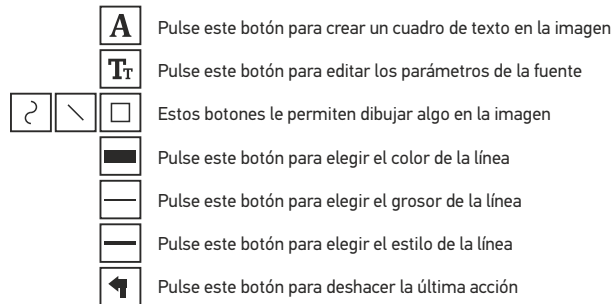 A Pulse este botón para crear un cuadro de texto en la imagen
TT Pulse este botón para editar los parámetros de la fuente
Estos botones le permiten dibujar algo en la imagen
Pulse este botón para elegir el color de la línea
Pulse este botón para elegir el grosor de la línea
Pulse este botón para elegir el estilo de la línea
Pulse este botón para deshacer la última acción